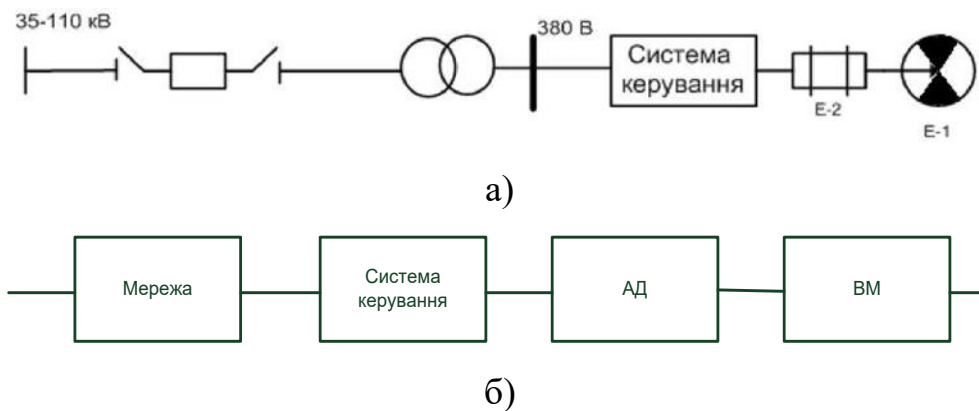 35-110 кВ
380 В
Система
керування
E-2
E-1
а)
Мережа
Система
керування
АД
ВМ
б)